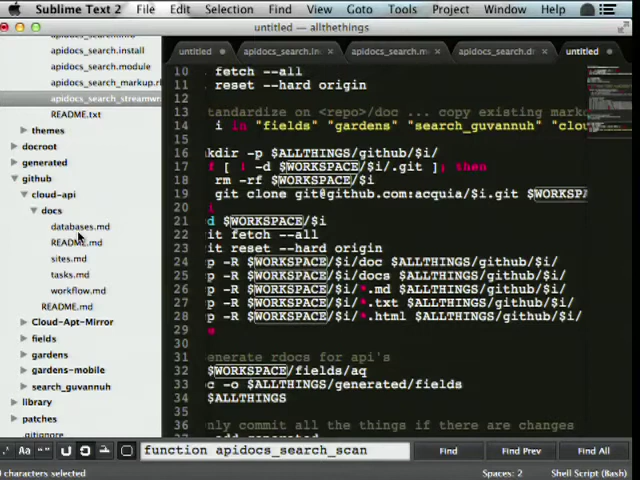 Sublime Text 2 File Edit Selection Find View Goto Tools Project Window
untitled — allthings
untitled
apidocs_search.in
apidocs_search.m
apidocs_search.dr
untitled
apidocs_search.info
apidocs_search.install
apidocs_search.module
apidocs_search_markup.rl
apidocs_search_streamwr
README.txt
themes
docroot
generated
github
cloud-api
docs
databases.md
README.md
sites.md
tasks.md
workflow.md
README.md
Cloud-Apt-Mirror
fields
gardens
gardens-mobile
search_guvannuh
library
patches
.gitignore
10 fetch --all
11 reset --hard origin
12
13 tandardize on <repo>/doc ... copy existing marko
14 i in "fields" "gardens" "search_guvannuh" "clou
16 kdir -p $ALLTHINGS/github/$i/
17 f [ ! -d $WORKSPACE/$i/.git ]; then
18 rm -rf $WORKSPACE/$i
19 git clone git@github.com:acquia/$i.git $WORKSPA
20 i
21 d $WORKSPACE/$i
22 it fetch --all
23 it reset --hard origin
24 p -R $WORKSPACE/$i/doc $ALLTHINGS/github/$i/
25 p -R $WORKSPACE/$i/docs $ALLTHINGS/github/$i/
26 p -R $WORKSPACE/$i/*.md $ALLTHINGS/github/$i/
27 p -R $WORKSPACE/$i/*.txt $ALLTHINGS/github/$i/
28 p -R $WORKSPACE/$i/*.html $ALLTHINGS/github/$i/
29 e
30
31 enerate rdocs for api's
32 $WORKSPACE/fields/aq
33 oc -o $ALLTHINGS/generated/fields
34 $ALLTHINGS
35
36 nly commit all the things if there are changes
.* Aa “” function apidocs_search_scan Find Find Prev Find All
characters selected Spaces: 2 Shell Script (Bash)